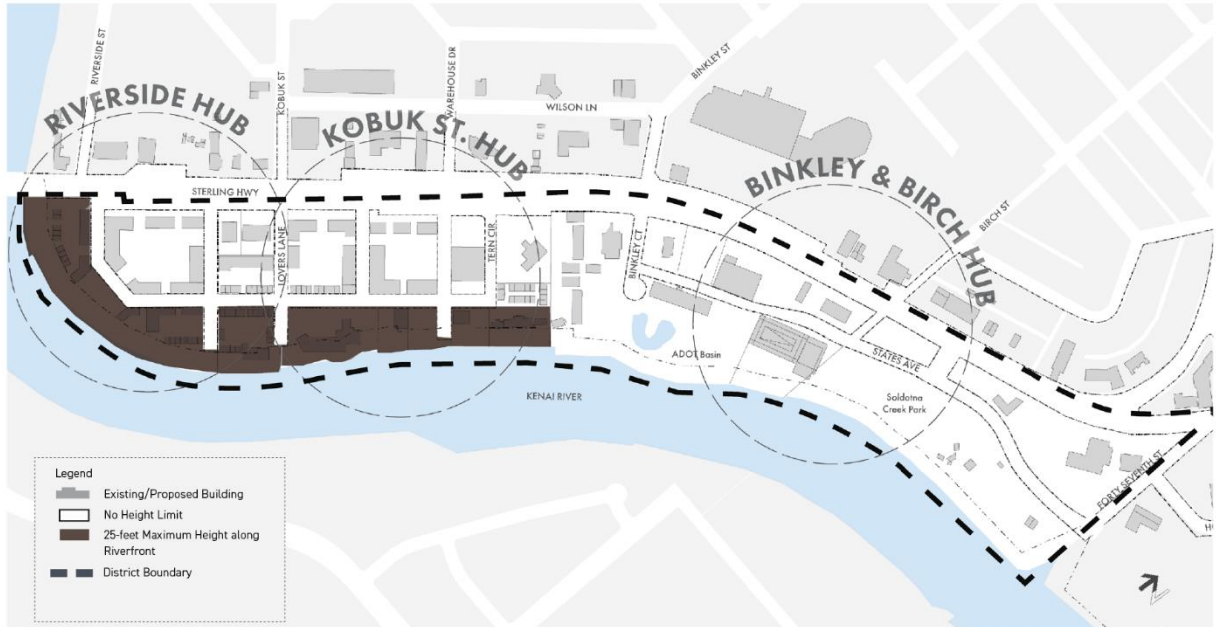 RIVERSIDE ST
KOBUK ST
WAREHOUSE DR
BINKLEY ST
WILSON LN
RIVERSIDE HUB
KOBUK ST. HUB
BINKLEY & BIRCH HUB
BIRCH ST
STERLING HWY
LOVERS LANE
TERN CIR
BINKLEY CT
STATES AVE
ADOT Basin
Soldotna
Creek Park
KENAI RIVER
FORTY SEVENTH ST
Legend
Existing/Proposed Building
No Height Limit
25-feet Maximum Height along
Riverfront
District Boundary